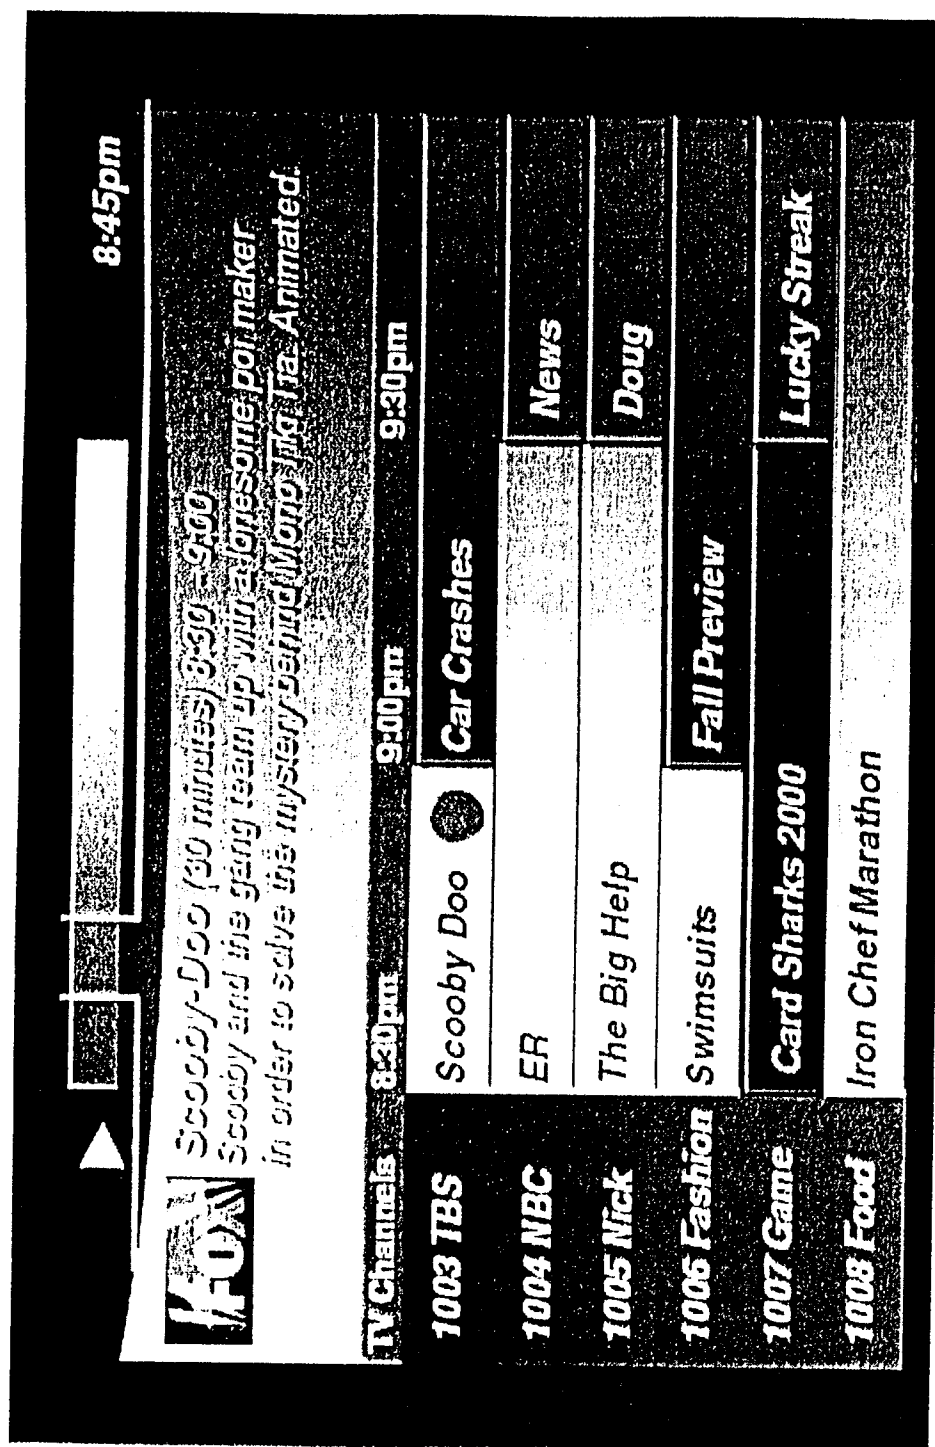 8:45pm
FOX
Scooby-Doo (30 minutes) 8:30 - 9:00
Scooby and the gang team up with a lonesome poi maker
in order to solve the mystery behind Mono Tiki Tia. Animated.
TV Channels 8:30pm 9:00pm 9:30pm
1003 TBS Scooby Doo Car Crashes
1004 NBC ER News
1005 Nick The Big Help Doug
1006 Fashion Swimsuits Fall Preview
1007 Game Card Sharks 2000 Lucky Streak
1008 Food Iron Chef Marathon